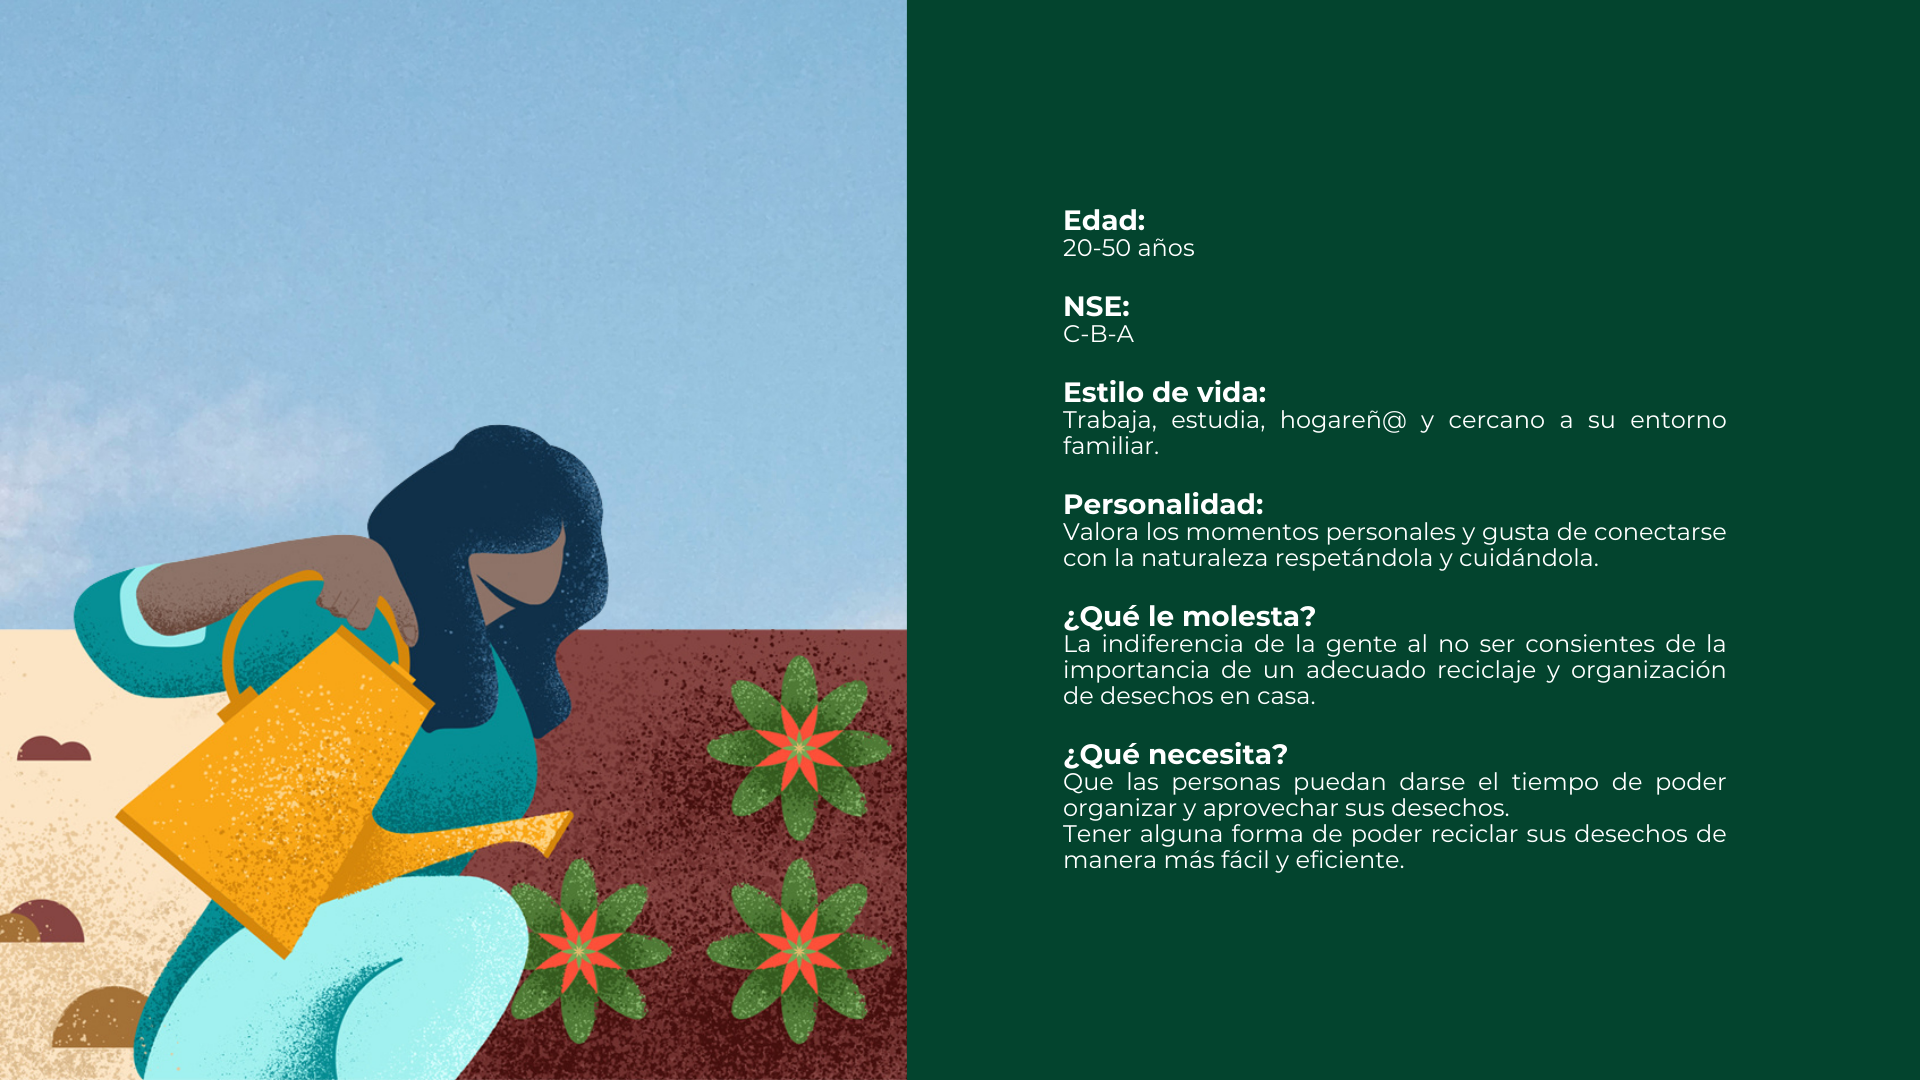 Edad:
20-50 años
NSE:
C-B-A
Estilo de vida:
Trabaja, estudia, hogareñ@ y cercano a su entorno
familiar.
Personalidad:
Valora los momentos personales y gusta de conectarse
con la naturaleza respetándola y cuidándola.
¿Qué le molesta?
La indiferencia de la gente al no ser consientes de la
importancia de un adecuado reciclaje y organización
de desechos en casa.
¿Qué necesita?
Que las personas puedan darse el tiempo de poder
organizar y aprovechar sus desechos.
Tener alguna forma de poder reciclar sus desechos de
manera más fácil y eficiente.